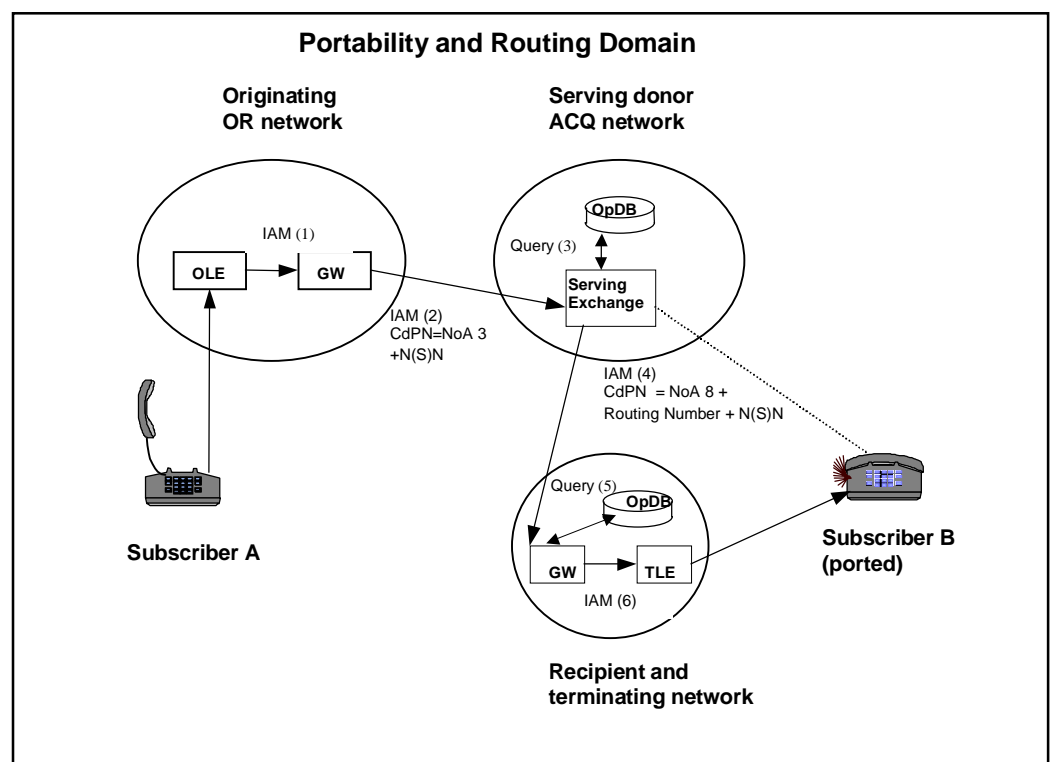 Portability and Routing Domain
Originating
OR network
Serving donor
ACQ network
OpDB
IAM (1)
Query (3)
OLE
GW
Serving
Exchange
IAM (2)
CdPN=NoA 3
+N(S)N
IAM (4)
CdPN = NoA 8 +
Routing Number + N(S)N
Query (5)
OpDB
Subscriber A
Subscriber B
(ported)
GW
TLE
IAM (6)
Recipient and
terminating network